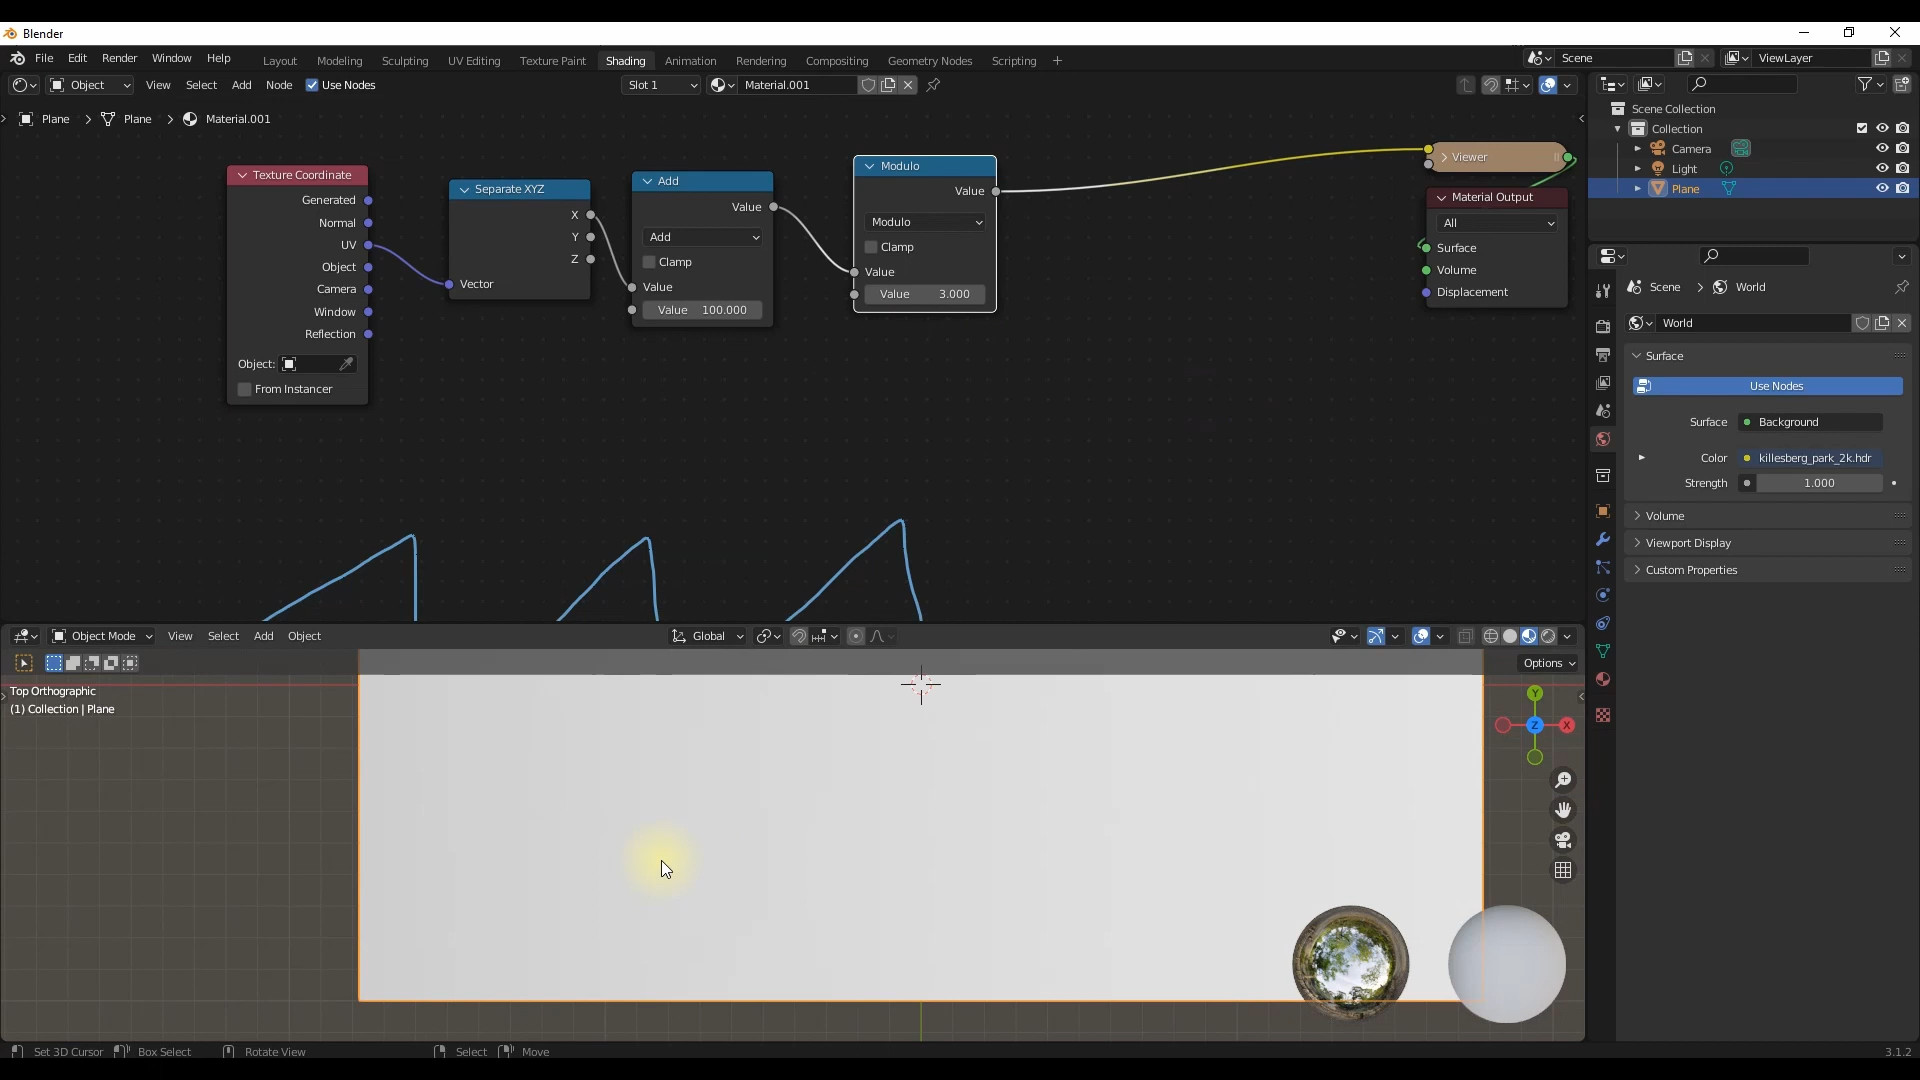 Blender
File Edit Render Window Help Layout Modeling Sculpting UV Editing Texture Paint Shading Animation Rendering Compositing Geometry Nodes Scripting + Scene ViewLayer
Object View Select Add Node Use Nodes Slot 1 Material.001
Plane Plane Material.001
Texture Coordinate
Generated
Normal
UV
Object
Camera
Window
Reflection
Object:
From Instancer
Separate XYZ
X
Y
Z
Vector
Add
Value
Add
Clamp
Value
Value 100.000
Modulo
Value
Modulo
Clamp
Value
Value 3.000
Viewer
Material Output
All
Surface
Volume
Displacement
Scene Collection
Collection
Camera
Light
Plane
Scene World
World
Surface
Use Nodes
Surface Background
Color killesberg_park_2k.hdr
Strength 1.000
Volume
Viewport Display
Custom Properties
Object Mode View Select Add Object Global
Options
Top Orthographic
(1) Collection | Plane
Y
Z
X
Set 3D Cursor Box Select Rotate View Select Move 3.1.2